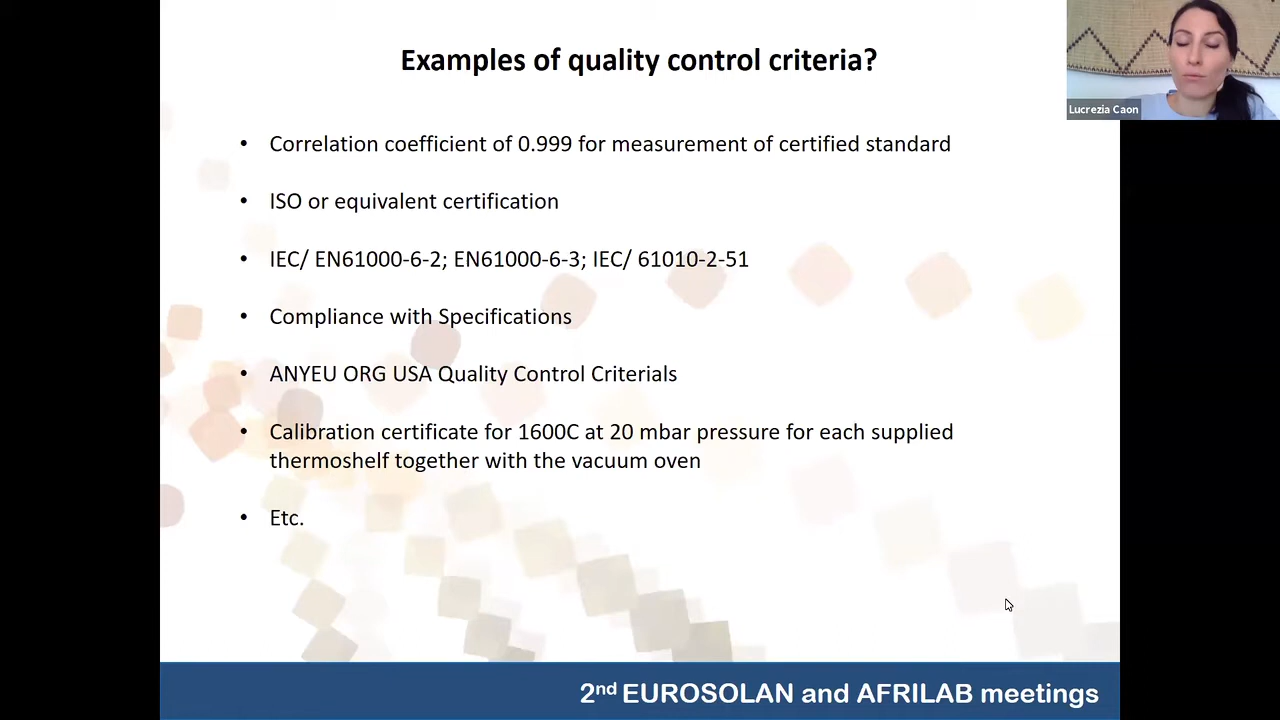 Examples of quality control criteria?
Lucrezia Caon
• Correlation coefficient of 0.999 for measurement of certified standard
• ISO or equivalent certification
• IEC/ EN61000-6-2; EN61000-6-3; IEC/ 61010-2-51
• Compliance with Specifications
• ANYEU ORG USA Quality Control Criterials
• Calibration certificate for 1600C at 20 mbar pressure for each supplied
thermoshelf together with the vacuum oven
• Etc.
2nd EUROSOLAN and AFRILAB meetings